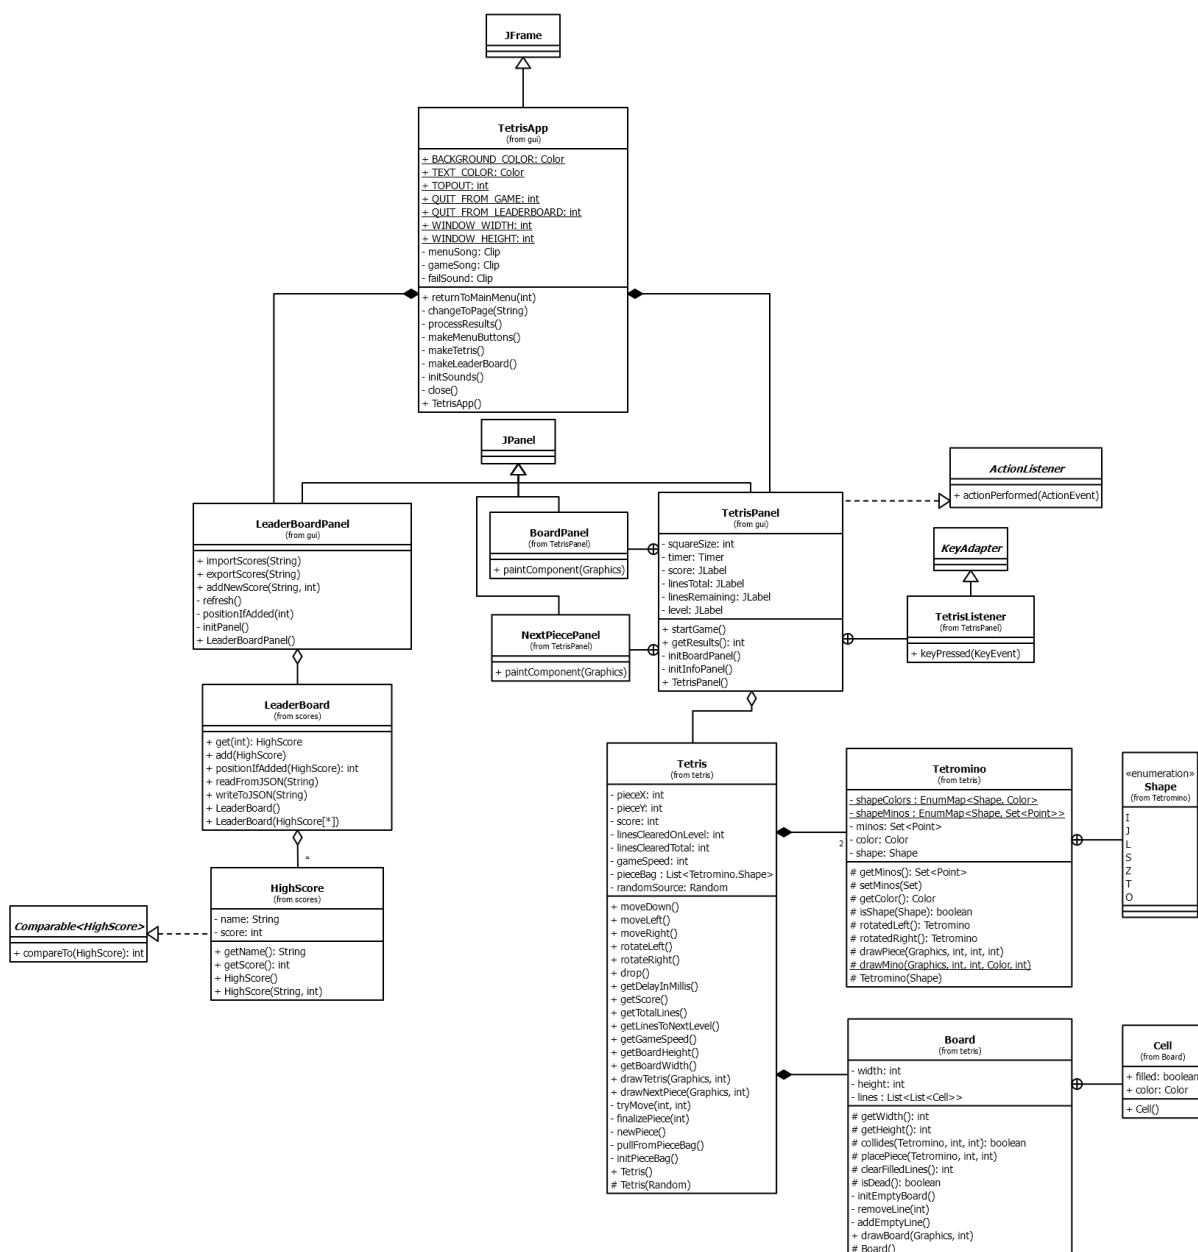 JFrame
TetrisApp
(from gui)
+ BACKGROUND_COLOR: Color
+ TEXT_COLOR: Color
+ TOPOUT: int
+ QUIT_FROM_GAME: int
+ QUIT_FROM_LEADERBOARD: int
+ WINDOW_WIDTH: int
+ WINDOW_HEIGHT: int
- menuSong: Clip
- gameSong: Clip
- failSound: Clip
+ returnToMainMenu(int)
- changeToPage(String)
- processResults()
- makeMenuButtons()
- makeTetris()
- makeLeaderBoard()
- initSounds()
- close()
+ TetrisApp()
JPanel
ActionListener
+ actionPerformed(ActionEvent)
LeaderBoardPanel
(from gui)
+ importScores(String)
+ exportScores(String)
+ addNewScore(String, int)
- refresh()
- positionIfAdded(int)
- initPanel()
+ LeaderBoardPanel()
BoardPanel
(from TetrisPanel)
+ paintComponent(Graphics)
NextPiecePanel
(from TetrisPanel)
+ paintComponent(Graphics)
TetrisPanel
(from gui)
- squareSize: int
- timer: Timer
- score: JLabel
- linesTotal: JLabel
- linesRemaining: JLabel
- level: JLabel
+ startGame()
+ getResults(): int
- initBoardPanel()
- initInfoPanel()
+ TetrisPanel()
KeyAdapter
TetrisListener
(from TetrisPanel)
+ keyPressed(KeyEvent)
LeaderBoard
(from scores)
+ get(int): HighScore
+ add(HighScore)
+ positionIfAdded(HighScore): int
+ readFromJSON(String)
+ writeToJSON(String)
+ LeaderBoard()
+ LeaderBoard(HighScore[*])
*
HighScore
(from scores)
- name: String
- score: int
+ getName(): String
+ getScore(): int
+ HighScore()
+ HighScore(String, int)
Comparable<HighScore>
+ compareTo(HighScore): int
Tetris
(from tetris)
- pieceX: int
- pieceY: int
- score: int
- linesClearedOnLevel: int
- linesClearedTotal: int
- gameSpeed: int
- pieceBag : List<Tetromino.Shape>
- randomSource: Random
+ moveDown()
+ moveLeft()
+ moveRight()
+ rotateLeft()
+ rotateRight()
+ drop()
+ getDelayInMillis()
+ getScore()
+ getTotalLines()
+ getLinesToNextLevel()
+ getGameSpeed()
+ getBoardHeight()
+ getBoardWidth()
+ drawTetris(Graphics, int)
+ drawNextPiece(Graphics, int)
- tryMove(int, int)
- finalizePiece(int)
- newPiece()
- pullFromPieceBag()
- initPieceBag()
+ Tetris()
# Tetris(Random)
2
Tetromino
(from tetris)
- shapeColors : EnumMap<Shape, Color>
- shapeMinos : EnumMap<Shape, Set<Point>>
- minos: Set<Point>
- color: Color
- shape: Shape
# getMinos(): Set<Point>
# setMinos(Set)
# getColor(): Color
# isShape(Shape): boolean
# rotatedLeft(): Tetromino
# rotatedRight(): Tetromino
# drawPiece(Graphics, int, int, int)
# drawMino(Graphics, int, int, Color, int)
# Tetromino(Shape)
«enumeration»
Shape
(from Tetromino)
I
J
L
S
Z
T
O
Board
(from tetris)
- width: int
- height: int
- lines : List<List<Cell>>
# getWidth(): int
# getHeight(): int
# collides(Tetromino, int, int): boolean
# placePiece(Tetromino, int, int)
# clearFilledLines(): int
# isDead(): boolean
- initEmptyBoard()
- removeLine(int)
- addEmptyLine()
+ drawBoard(Graphics, int)
# Board()
Cell
(from Board)
+ filled: boolean
+ color: Color
+ Cell()